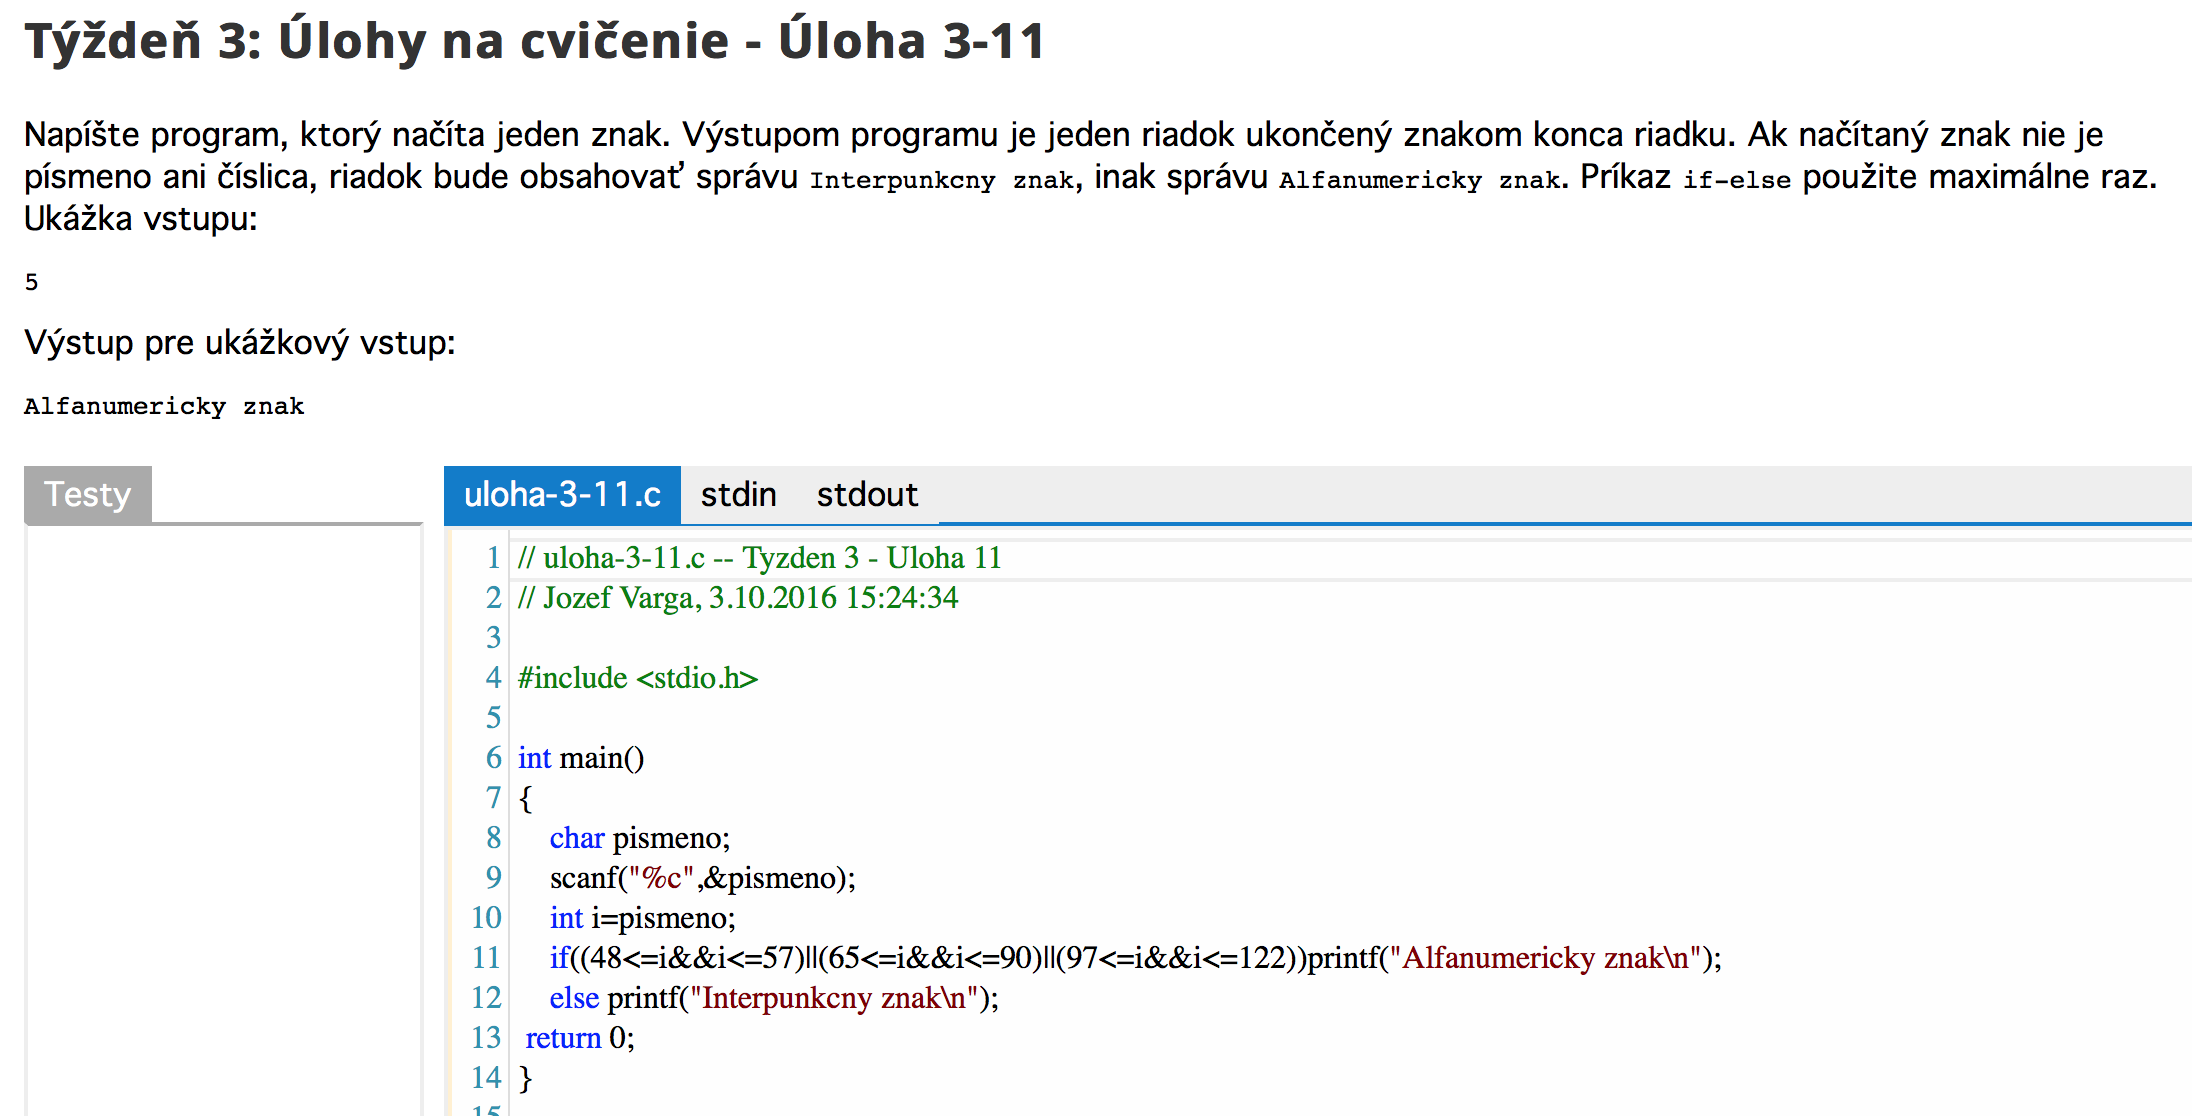 Týždeň 3: Úlohy na cvičenie - Úloha 3-11
Napíšte program, ktorý načíta jeden znak. Výstupom programu je jeden riadok ukončený znakom konca riadku. Ak načítaný znak nie je
písmeno ani číslica, riadok bude obsahovať správu Interpunkcny znak, inak správu Alfanumericky znak. Príkaz if-else použite maximálne raz.
Ukážka vstupu:
5
Výstup pre ukážkový vstup:
Alfanumericky znak
Testy
uloha-3-11.c stdin stdout
1 // uloha-3-11.c -- Tyzden 3 - Uloha 11
2 // Jozef Varga, 3.10.2016 15:24:34
3
4 #include <stdio.h>
5
6 int main()
7 {
8 char pismeno;
9 scanf("%c",&pismeno);
10 int i=pismeno;
11 if((48<=i&&i<=57)||(65<=i&&i<=90)||(97<=i&&i<=122))printf("Alfanumericky znak\n");
12 else printf("Interpunkcny znak\n");
13 return 0;
14 }
15